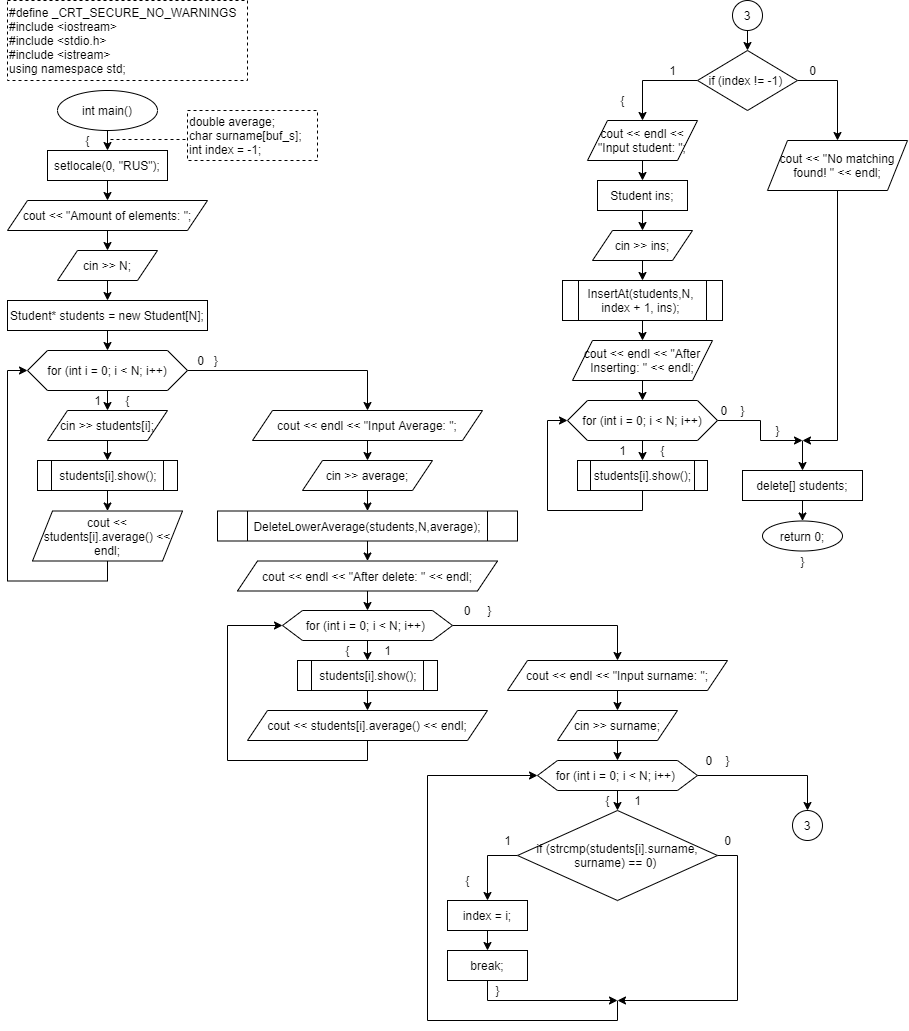 #define _CRT_SECURE_NO_WARNINGS
#include <iostream>
#include <stdio.h>
#include <istream>
using namespace std;
int main()
{
double average;
char surname[buf_s];
int index = -1;
setlocale(0, "RUS");
cout << "Amount of elements: ";
cin >> N;
Student* students = new Student[N];
for (int i = 0; i < N; i++)
0 }
1 {
cin >> students[i];
students[i].show();
cout <<
students[i].average() <<
endl;
cout << endl << "Input Average: ";
cin >> average;
DeleteLowerAverage(students,N,average);
cout << endl << "After delete: " << endl;
for (int i = 0; i < N; i++)
0 }
{ 1
students[i].show();
cout << students[i].average() << endl;
cout << endl << "Input surname: ";
cin >> surname;
for (int i = 0; i < N; i++)
0 }
{ 1
3
if (strcmp(students[i].surname,
surname) == 0)
1
0
{
index = i;
break;
}
3
if (index != -1)
1
0
{
cout << endl <<
"Input student: ";
cout << "No matching
found! " << endl;
Student ins;
cin >> ins;
InsertAt(students,N,
index + 1, ins);
cout << endl << "After
Inserting: " << endl;
for (int i = 0; i < N; i++)
0 }
}
1 {
students[i].show();
delete[] students;
return 0;
}